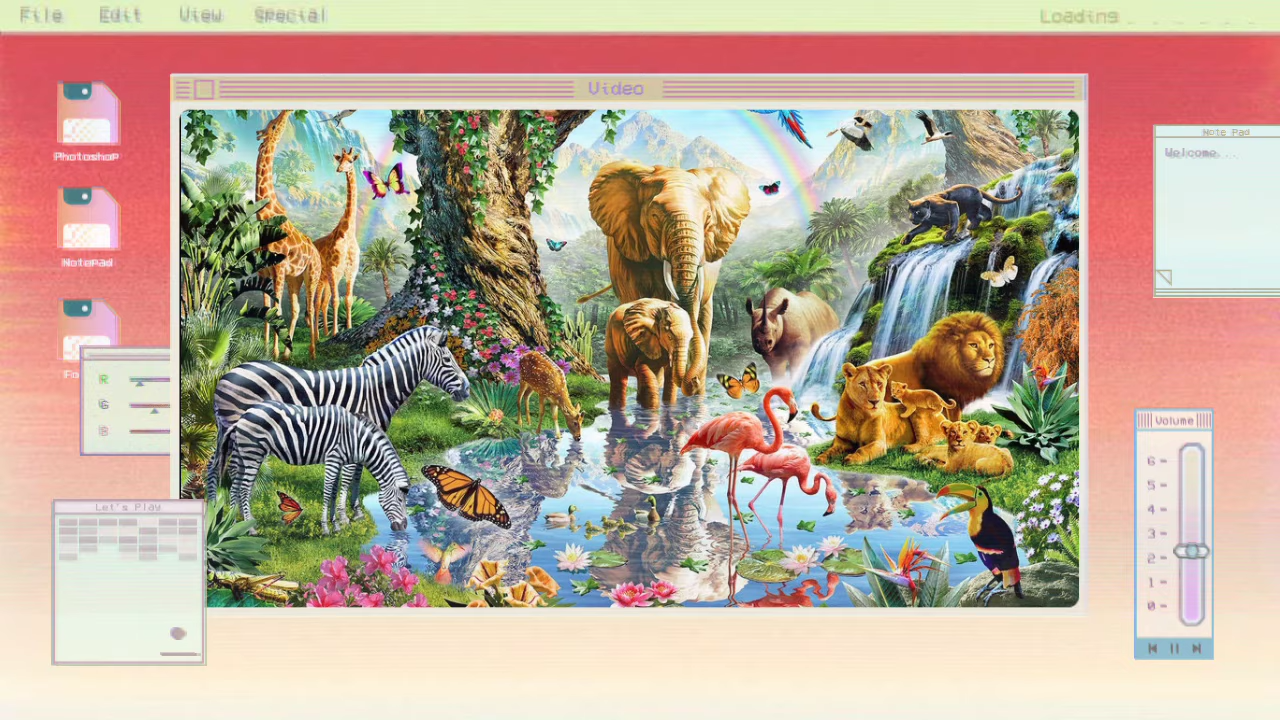 File Edit View Special Loading . . . . . .
Video
Photoshop
Note Pad
Welcome...
Notepad
Fo
R
G
B
Volume
6
5
4
3
2
1
0
Let's Play